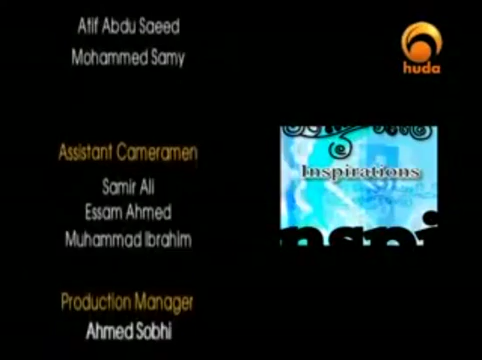 Atif Abdu Saeed
Mohammed Samy
huda
Assistant Cameramen
Samir Ali
Essam Ahmed
Muhammad Ibrahim
Inspirations
nspi
Production Manager
Ahmed Sobhi